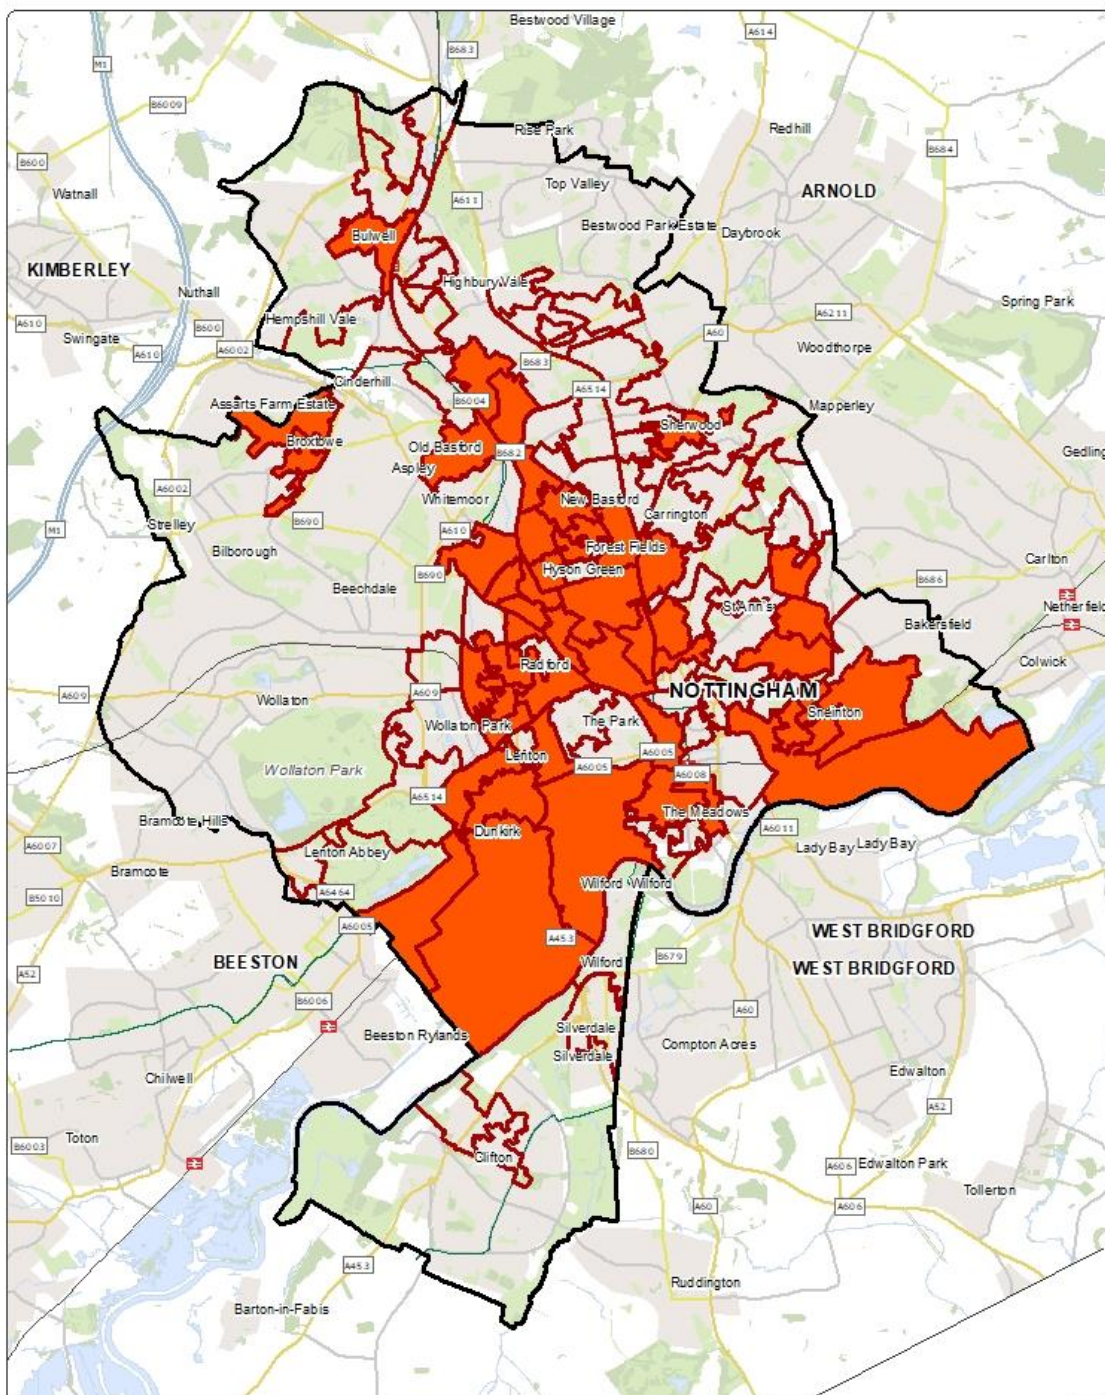 Bestwood Village
A614
B683
M1
B6009
Rise Park
Redhill
B684
B600
Watnall
Top Valley
ARNOLD
A611
Bestwood Park Estate
Daybrook
Bulwell
KIMBERLEY
Highbury Vale
Nuthall
Spring Park
Hempshill Vale
A6211
A610
B600
A60
Swingate
A610
A6002
Woodthorpe
B683
Cinderhill
A6514
B6004
Assarts Farm Estate
Mapperley
Sherwood
Broxtowe
Old Basford
B682
Gedling
Aspley
A6002
Whitemoor
New Basford
Carrington
Strelley
B690
A610
M1
Bilborough
Forest Fields
Carlton
Hyson Green
B690
B686
Beechdale
St Ann's
Netherfield
Bakersfield
Radford
Colwick
A609
Wollaton
A609
NOTTINGHAM
Sneinton
Wollaton Park
The Park
Lenton
A6005
Wollaton Park
A6005
A6008
A6514
The Meadows
Bramcote Hills
Dunkirk
A6011
A6007
Lenton Abbey
Lady Bay
Lady Bay
Bramcote
Wilford
Wilford
A6464
B5010
A6005
WEST BRIDGFORD
A453
BEESTON
Wilford
B679
WEST BRIDGFORD
A52
B6006
A60
Beeston Rylands
Silverdale
Compton Acres
Silverdale
Edwalton
Chilwell
A52
Toton
B6003
Clifton
B680
A606
Edwalton Park
Tollerton
A60
A606
A453
Ruddington
Barton-in-Fabis